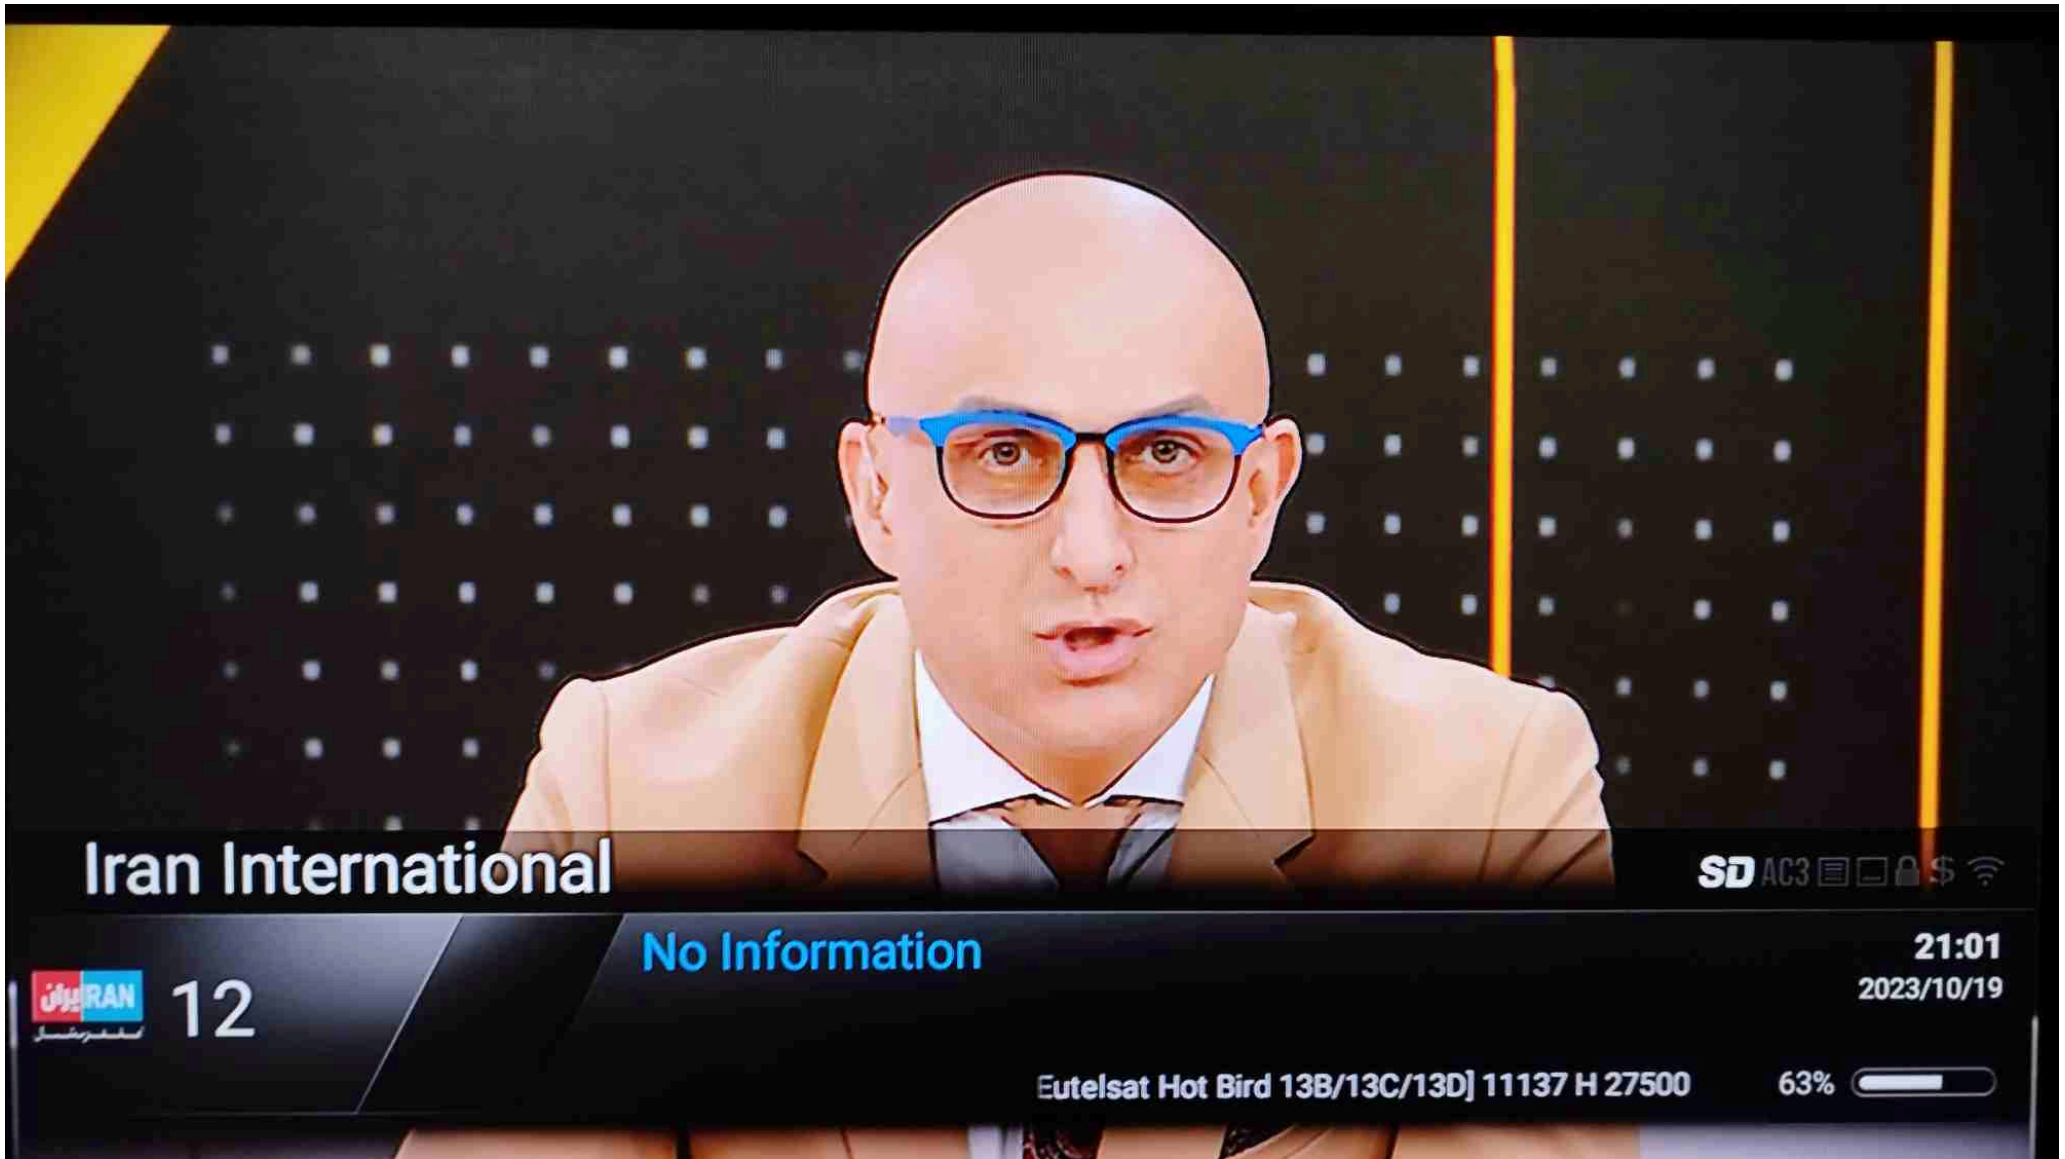 Iran International
SD AC3 $
No Information
21:01
2023/10/19
ایران IRAN
12
Eutelsat Hot Bird 13B/13C/13D] 11137 H 27500
63%